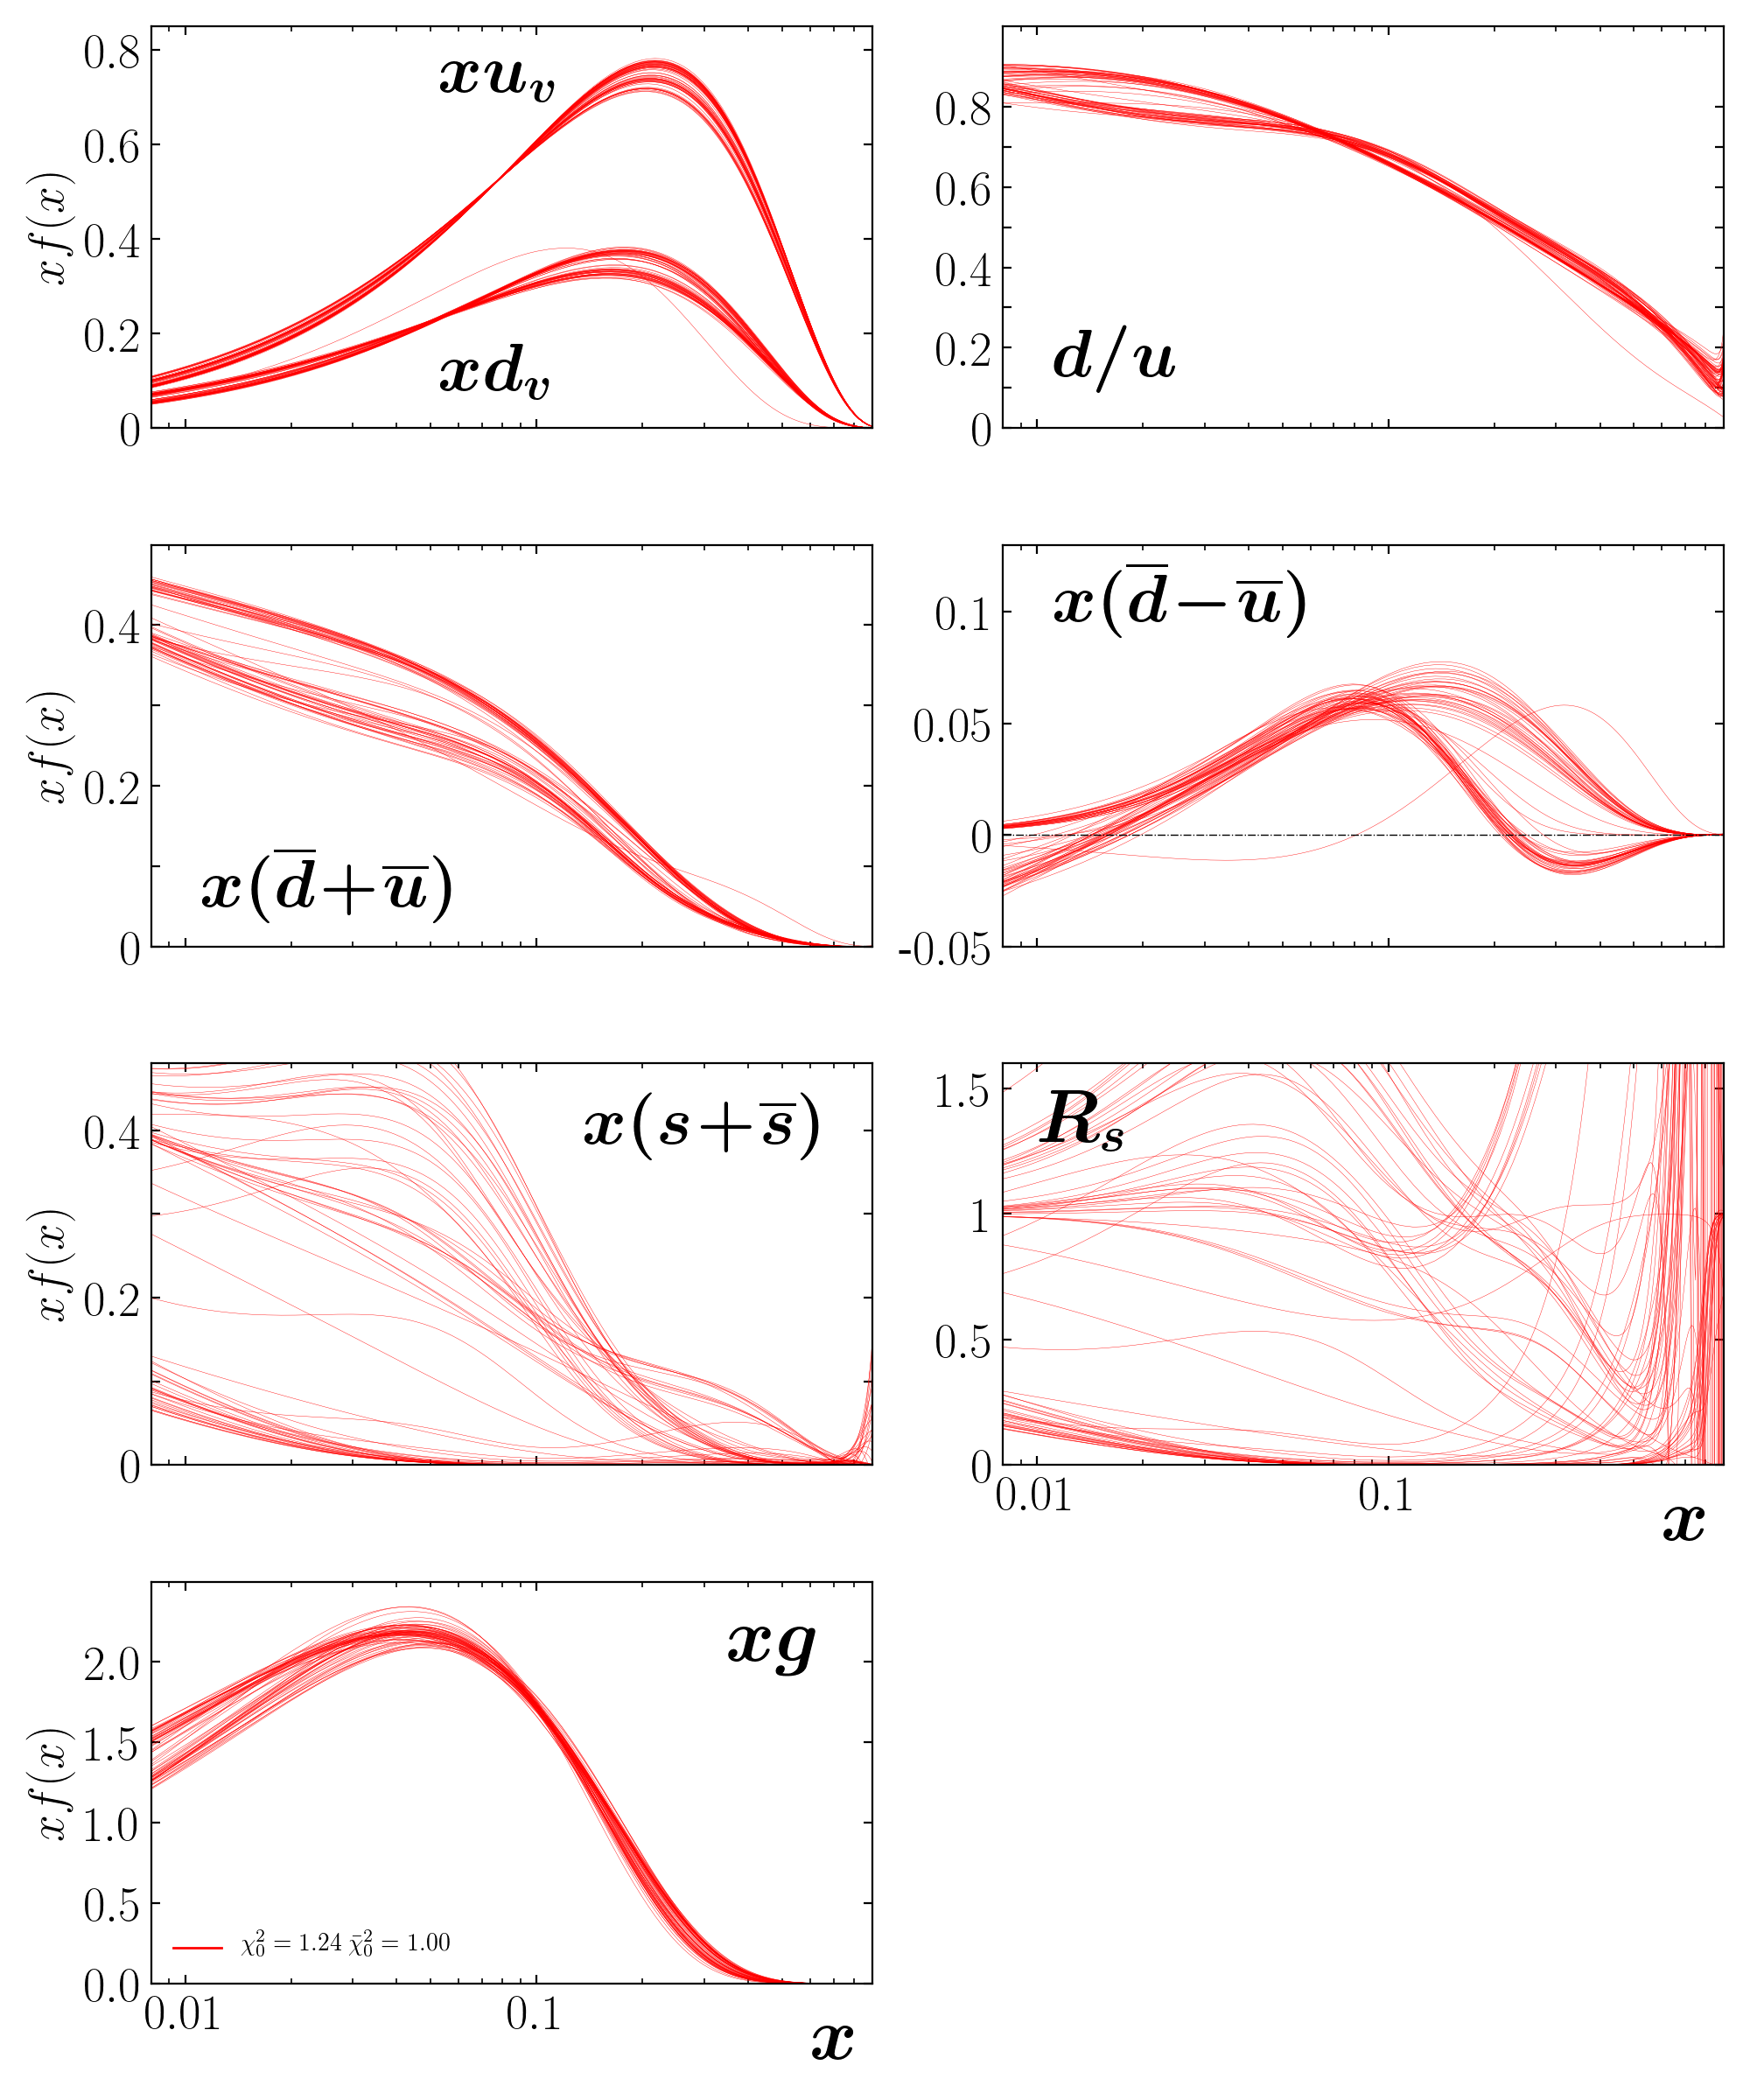 xf(x)
0.8
0.6
0.4
0.2
0
xu_v
xd_v
0.8
0.6
0.4
0.2
0
d/u
xf(x)
0.4
0.2
0
x(d̅+u̅)
0.1
0.05
0
-0.05
x(d̅−u̅)
xf(x)
0.4
0.2
0
x(s+s̅)
1.5
1
0.5
0
R_s
0.01 0.1
x
xf(x)
2.0
1.5
1.0
0.5
0.0
xg
χ²₀ = 1.24 χ̄²₀ = 1.00
0.01 0.1
x